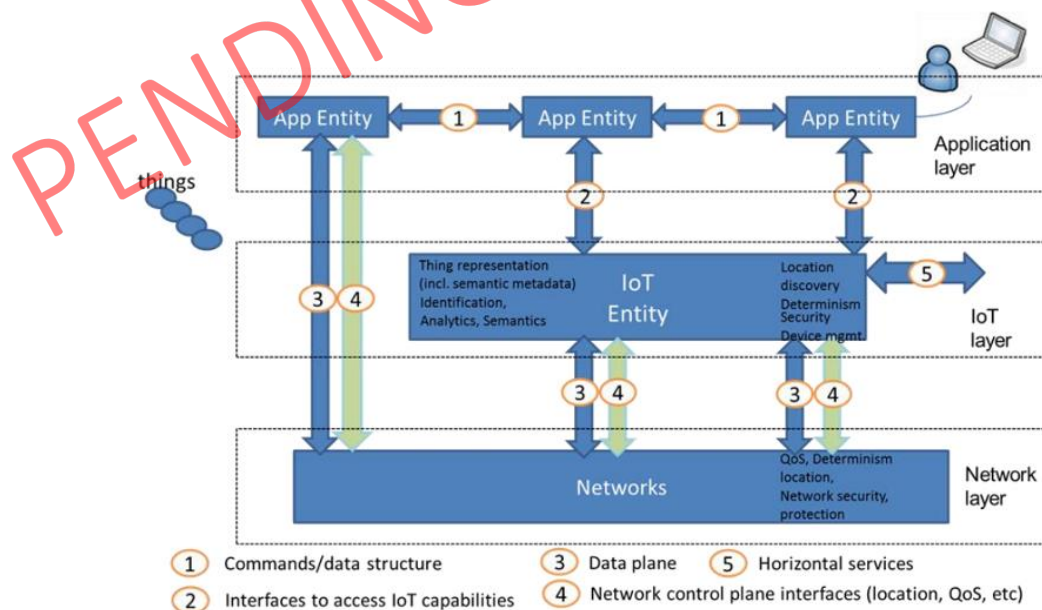 PENDING
App Entity
1
App Entity
1
App Entity
Application
layer
things
2
2
Thing representation
(incl. semantic metadata)
Identification,
Analytics, Semantics
IoT
Entity
Location
discovery
Determinism
Security
Device mgmt
5
IoT
layer
3
4
3
4
3
4
Networks
QoS, Determinism
location,
Network security,
protection
Network
layer
1 Commands/data structure
3 Data plane
5 Horizontal services
2 Interfaces to access IoT capabilities
4 Network control plane interfaces (location, QoS, etc)